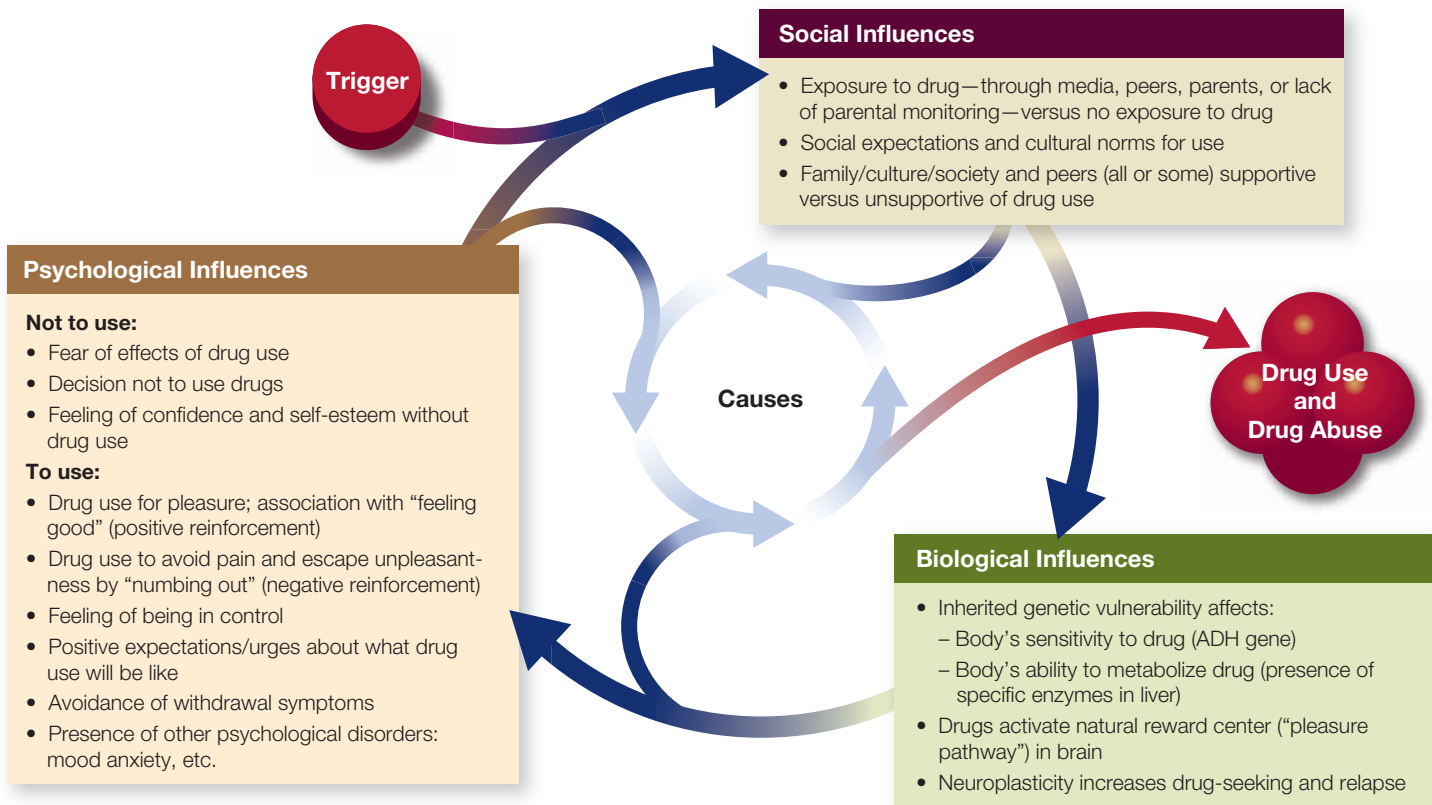 Trigger
Social Influences
• Exposure to drug—through media, peers, parents, or lack
of parental monitoring—versus no exposure to drug
• Social expectations and cultural norms for use
• Family/culture/society and peers (all or some) supportive
versus unsupportive of drug use
Psychological Influences
Not to use:
• Fear of effects of drug use
• Decision not to use drugs
• Feeling of confidence and self-esteem without
drug use
To use:
• Drug use for pleasure; association with “feeling
good” (positive reinforcement)
• Drug use to avoid pain and escape unpleasant-
ness by “numbing out” (negative reinforcement)
• Feeling of being in control
• Positive expectations/urges about what drug
use will be like
• Avoidance of withdrawal symptoms
• Presence of other psychological disorders:
mood anxiety, etc.
Causes
Drug Use
and
Drug Abuse
Biological Influences
• Inherited genetic vulnerability affects:
– Body’s sensitivity to drug (ADH gene)
– Body’s ability to metabolize drug (presence of
specific enzymes in liver)
• Drugs activate natural reward center (“pleasure
pathway”) in brain
• Neuroplasticity increases drug-seeking and relapse